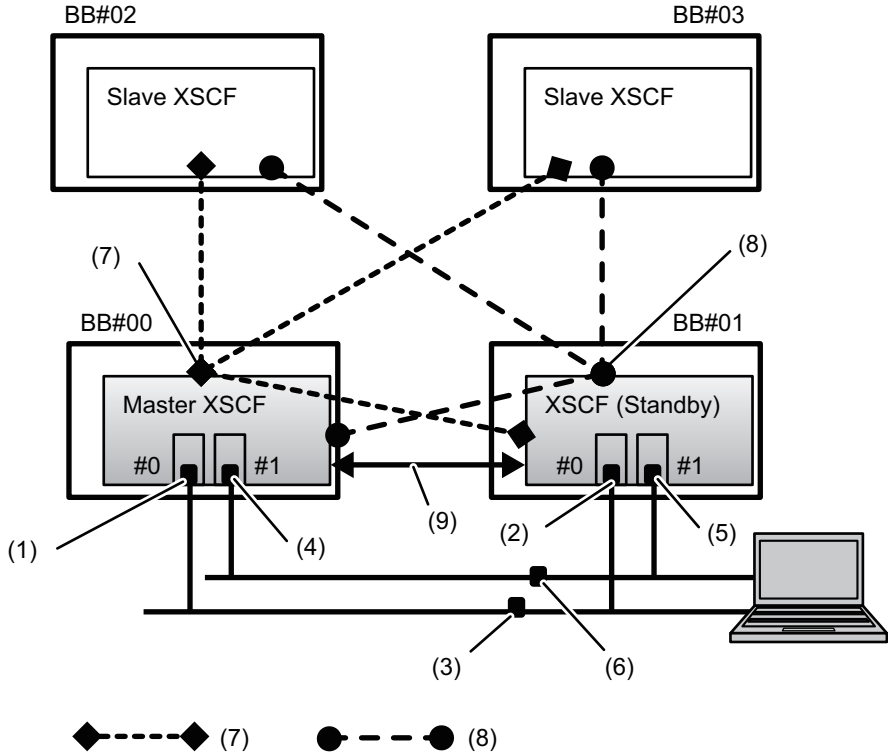 BB#02
BB#03
Slave XSCF
Slave XSCF
(7)
(8)
BB#00
BB#01
Master XSCF
XSCF (Standby)
#0
#1
#0
#1
(1)
(4)
(9)
(2)
(5)
(3)
(6)
(7)
(8)